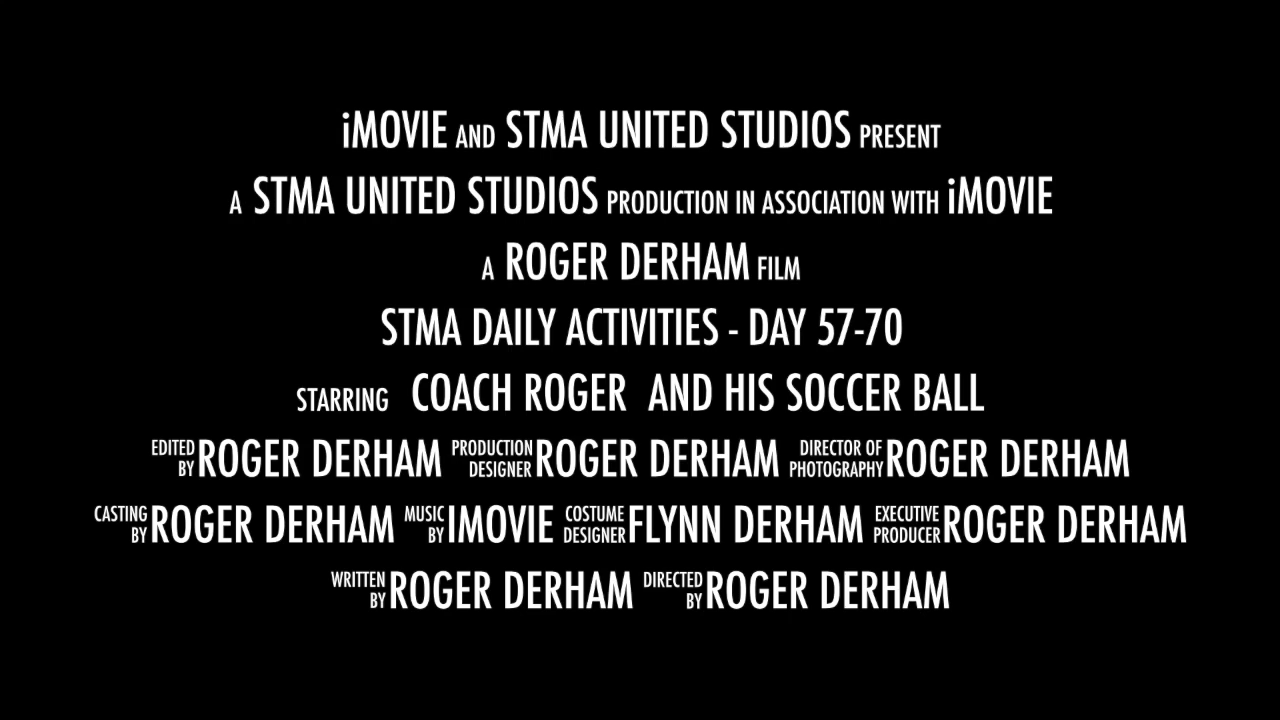 iMOVIE AND STMA UNITED STUDIOS PRESENT
A STMA UNITED STUDIOS PRODUCTION IN ASSOCIATION WITH iMOVIE
A ROGER DERHAM FILM
STMA DAILY ACTIVITIES - DAY 57-70
STARRING COACH ROGER AND HIS SOCCER BALL
EDITED BY ROGER DERHAM PRODUCTION DESIGNER ROGER DERHAM DIRECTOR OF PHOTOGRAPHY ROGER DERHAM
CASTING BY ROGER DERHAM MUSIC BY IMOVIE COSTUME DESIGNER FLYNN DERHAM EXECUTIVE PRODUCER ROGER DERHAM
WRITTEN BY ROGER DERHAM DIRECTED BY ROGER DERHAM